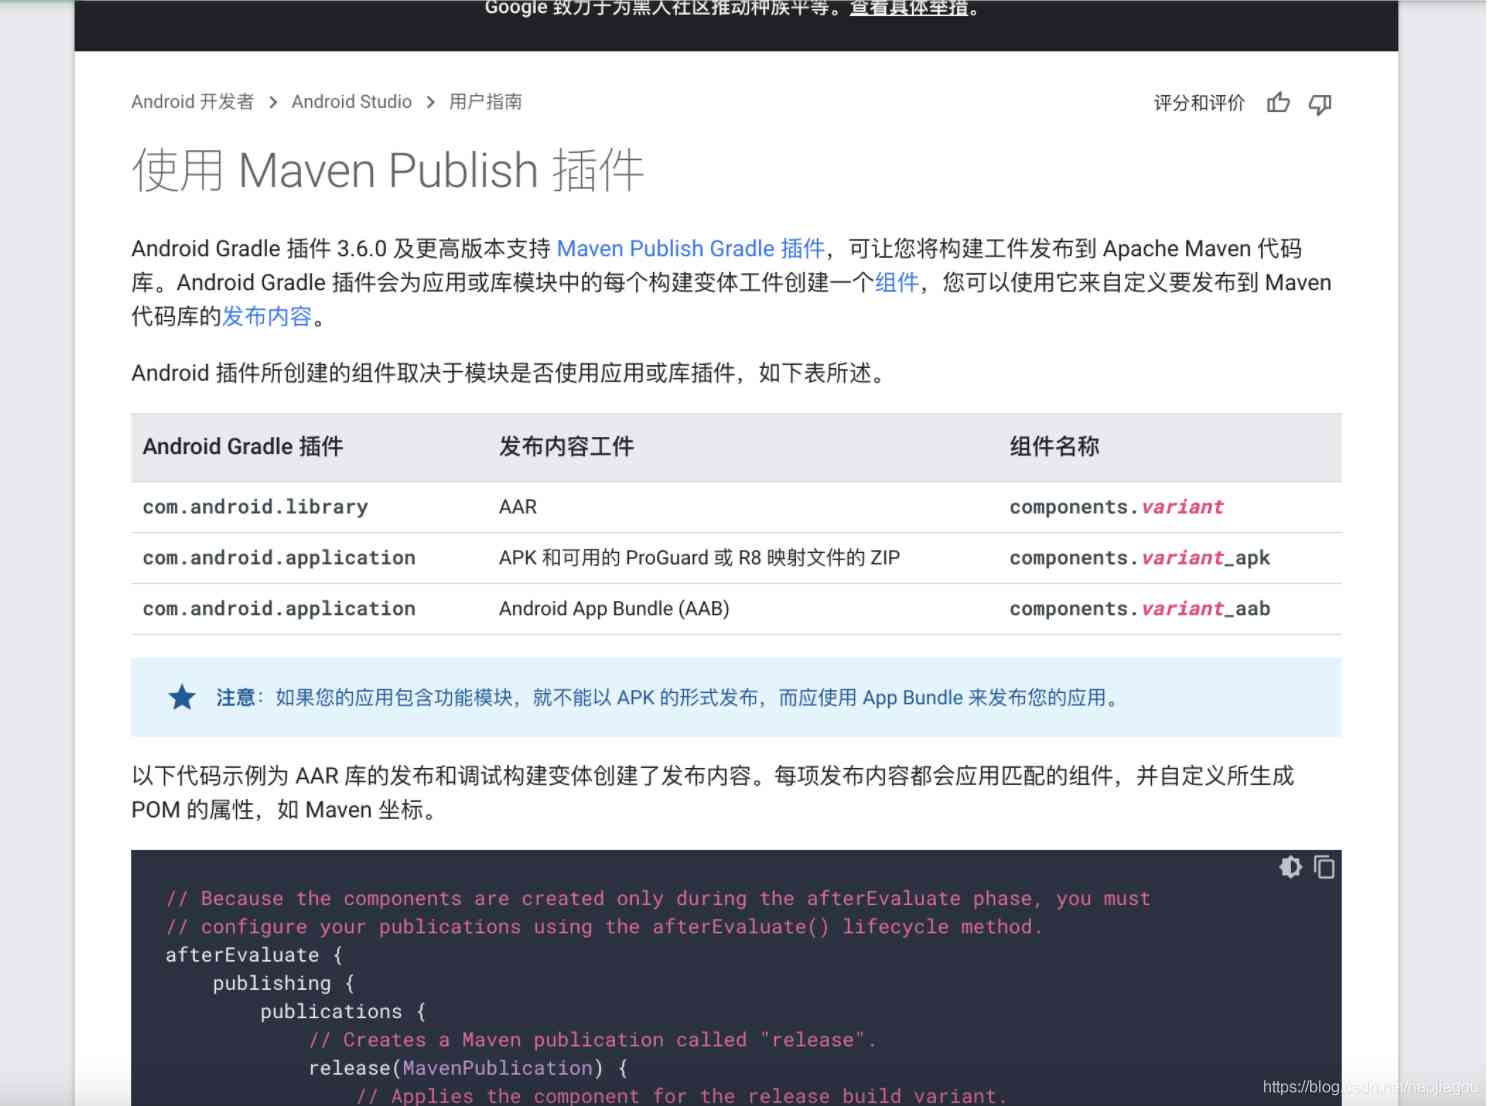 Google 致力于为黑人社区推动种族平等。查看具体举措。
Android 开发者 > Android Studio > 用户指南
评分和评价
使用 Maven Publish 插件
Android Gradle 插件 3.6.0 及更高版本支持 Maven Publish Gradle 插件，可让您将构建工件发布到 Apache Maven 代码
库。Android Gradle 插件会为应用或库模块中的每个构建变体工件创建一个组件，您可以使用它来自定义要发布到 Maven
代码库的发布内容。
Android 插件所创建的组件取决于模块是否使用应用或库插件，如下表所述。
Android Gradle 插件 发布内容工件 组件名称
com.android.library AAR components.variant
com.android.application APK 和可用的 ProGuard 或 R8 映射文件的 ZIP components.variant_apk
com.android.application Android App Bundle (AAB) components.variant_aab
注意：如果您的应用包含功能模块，就不能以 APK 的形式发布，而应使用 App Bundle 来发布您的应用。
以下代码示例为 AAR 库的发布和调试构建变体创建了发布内容。每项发布内容都会应用匹配的组件，并自定义所生成
POM 的属性，如 Maven 坐标。
// Because the components are created only during the afterEvaluate phase, you must
// configure your publications using the afterEvaluate() lifecycle method.
afterEvaluate {
publishing {
publications {
// Creates a Maven publication called "release".
release(MavenPublication) {
// Applies the component for the release build variant.